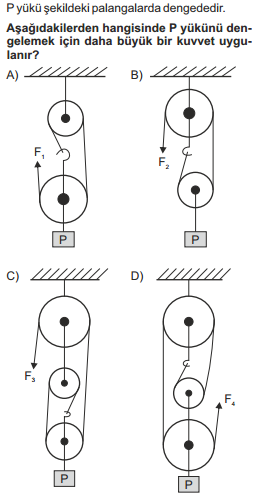 P yükü şekildeki palangalarda dengededir.
Aşağıdakilerden hangisinde P yükünü den-
gelemek için daha büyük bir kuvvet uygu-
lanır?
A)
B)
F1
F2
P
P
C)
D)
F3
F4
P
P